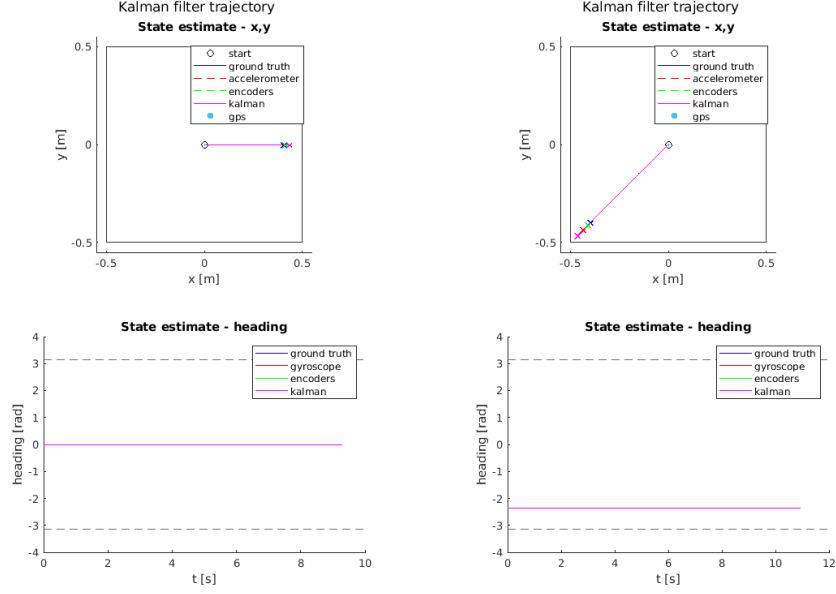 Kalman filter trajectory
State estimate - x,y
0.5
0
-0.5
y [m]
-0.5
0
0.5
x [m]
start
ground truth
accelerometer
encoders
kalman
gps
Kalman filter trajectory
State estimate - x,y
0.5
0
-0.5
y [m]
-0.5
0
0.5
x [m]
start
ground truth
accelerometer
encoders
kalman
gps
State estimate - heading
4
3
2
1
0
-1
-2
-3
-4
heading [rad]
0
2
4
6
8
10
t [s]
ground truth
gyroscope
encoders
kalman
State estimate - heading
4
3
2
1
0
-1
-2
-3
-4
heading [rad]
0
2
4
6
8
10
12
t [s]
ground truth
gyroscope
encoders
kalman